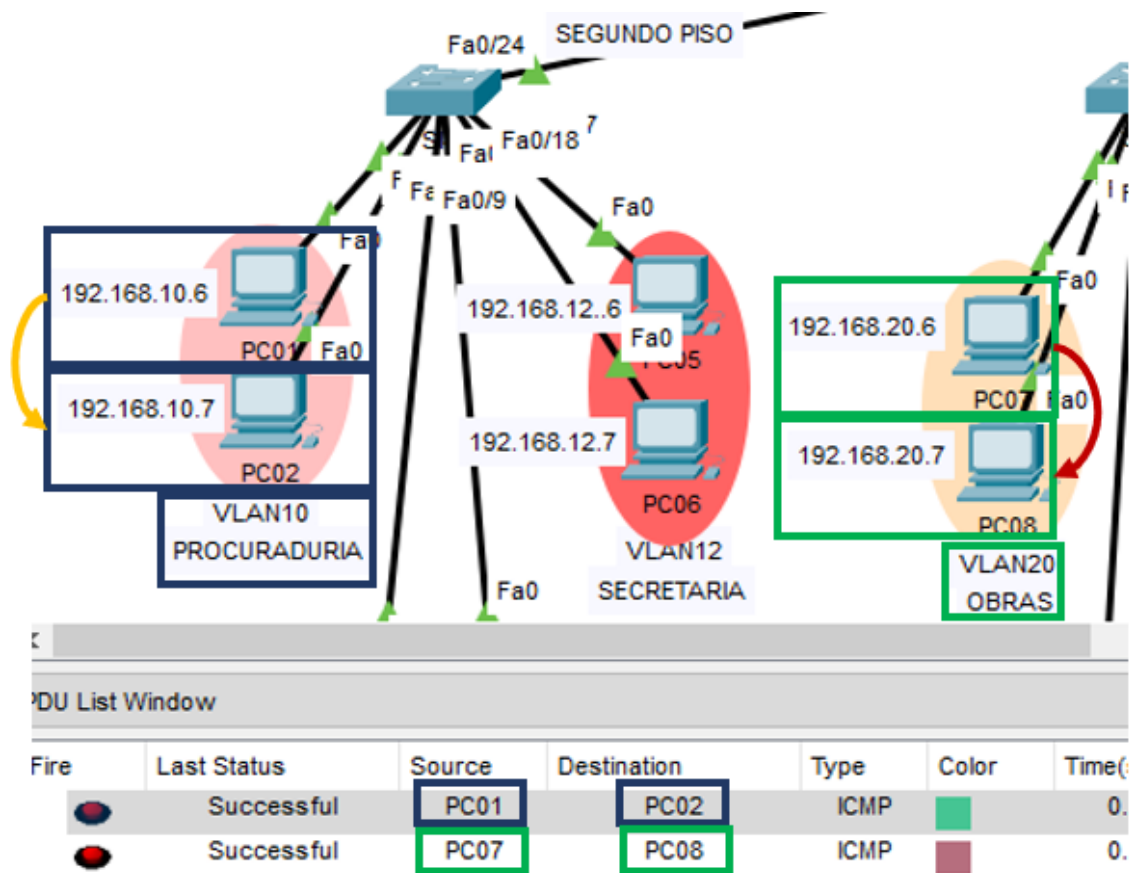 SEGUNDO PISO
Fa0/24
Fa0/18
Fa0/9
Fa0
Fa0
192.168.10.6
PC01
Fa0
192.168.10.7
PC02
VLAN10
PROCURADURIA
Fa0
192.168.12..6
Fa0
192.168.12.7
PC06
VLAN12
SECRETARIA
Fa0
192.168.20.6
PC07
192.168.20.7
PC08
VLAN20
OBRAS
PDU List Window
Fire Last Status Source Destination Type Color
Successful PC01 PC02 ICMP
Successful PC07 PC08 ICMP